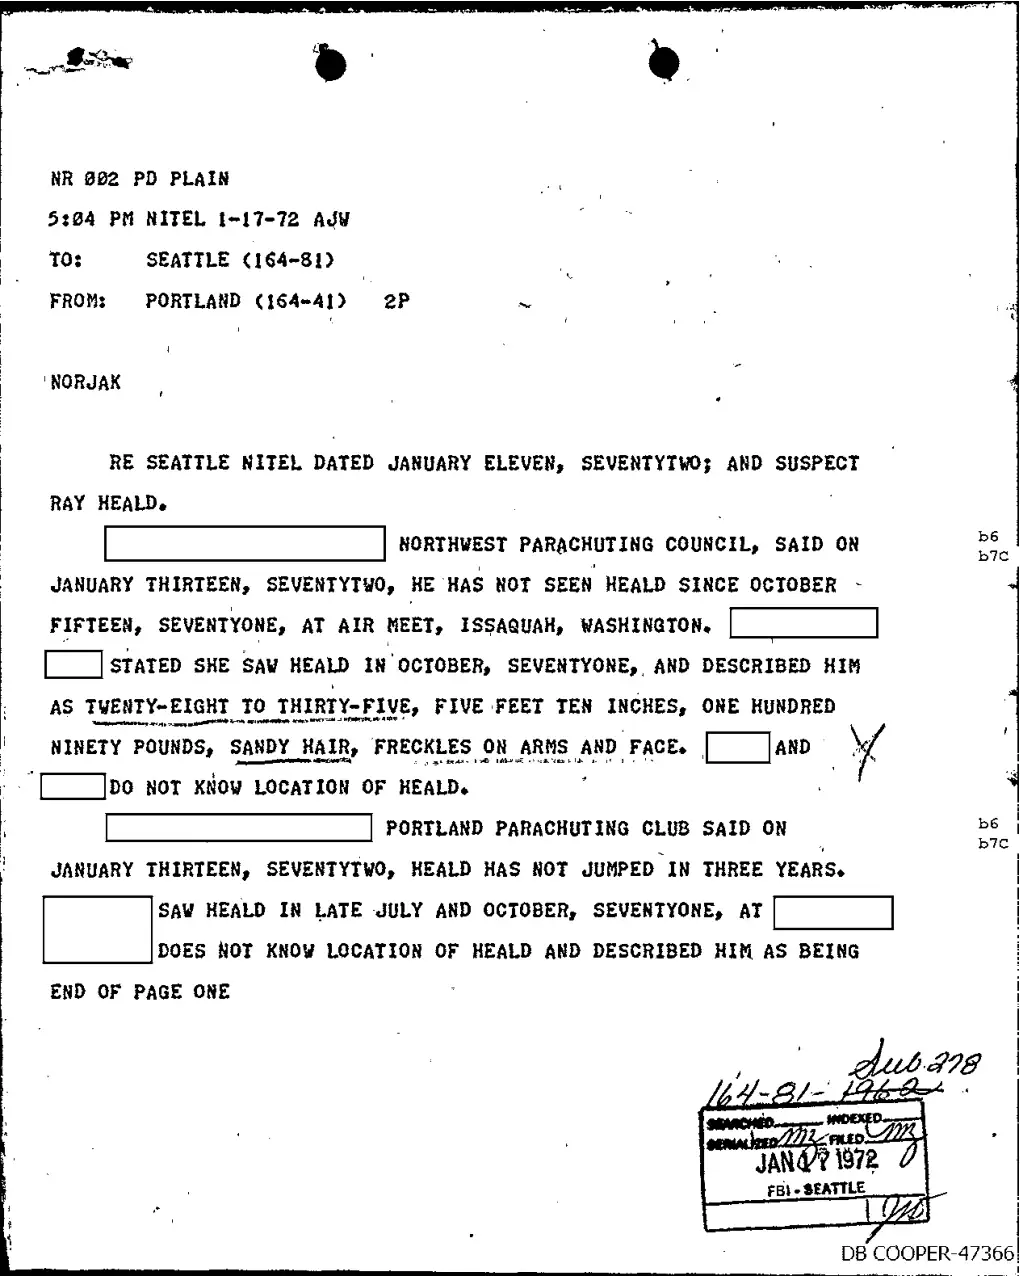 NR 002 PD PLAIN
5:04 PM NITEL 1-17-72 AJW
TO: SEATTLE (164-81)
FROM: PORTLAND (164-41) 2P
NORJAK
RE SEATTLE NITEL DATED JANUARY ELEVEN, SEVENTYTWO; AND SUSPECT
RAY HEALD.
NORTHWEST PARACHUTING COUNCIL, SAID ON
b6
b7C
JANUARY THIRTEEN, SEVENTYTWO, HE HAS NOT SEEN HEALD SINCE OCTOBER
FIFTEEN, SEVENTYONE, AT AIR MEET, ISSAQUAH, WASHINGTON.
STATED SHE SAW HEALD IN OCTOBER, SEVENTYONE, AND DESCRIBED HIM
AS TWENTY-EIGHT TO THIRTY-FIVE, FIVE FEET TEN INCHES, ONE HUNDRED
NINETY POUNDS, SANDY HAIR, FRECKLES ON ARMS AND FACE. AND
DO NOT KNOW LOCATION OF HEALD.
PORTLAND PARACHUTING CLUB SAID ON
b6
b7C
JANUARY THIRTEEN, SEVENTYTWO, HEALD HAS NOT JUMPED IN THREE YEARS.
SAW HEALD IN LATE JULY AND OCTOBER, SEVENTYONE, AT
DOES NOT KNOW LOCATION OF HEALD AND DESCRIBED HIM AS BEING
END OF PAGE ONE
Sub 278
164-81-1962
SEARCHED INDEXED
SERIALIZED FILED
JAN 17 1972
FBI - SEATTLE
DB COOPER-47366